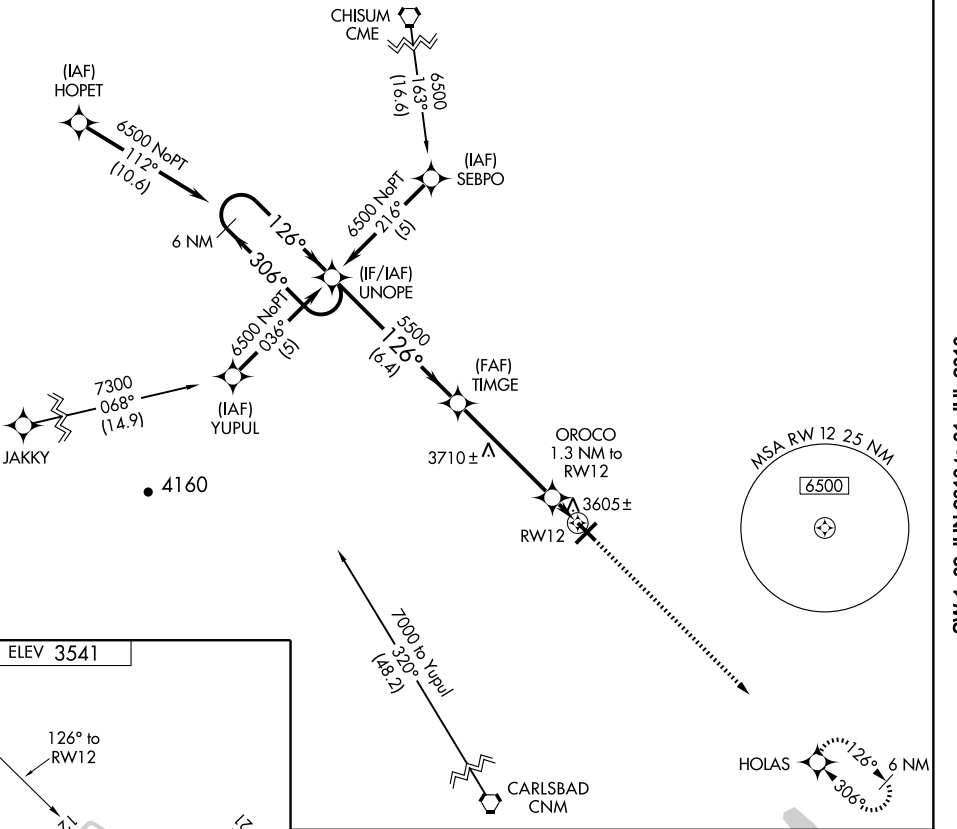 CHISUM
CME
6500
163°
(16.6)
(IAF)
HOPET
6500 NoPT
112°
(10.6)
(IAF)
SEBPO
6500 NoPT
216°
(5)
6 NM
126°
306°
(IF/IAF)
UNOPE
6500 NoPT
036°
(5)
5500
126°
(6.4)
(FAF)
TIMGE
7300
068°
(14.9)
JAKKY
(IAF)
YUPUL
4160
3710±
OROCO
1.3 NM to
RW12
3605±
RW12
MSA RW 12 25 NM
6500
7000 to Yupul
320°
(48.2)
CARLSBAD
CNM
HOLAS
126°
306°
6 NM
ELEV 3541
126° to
RW12